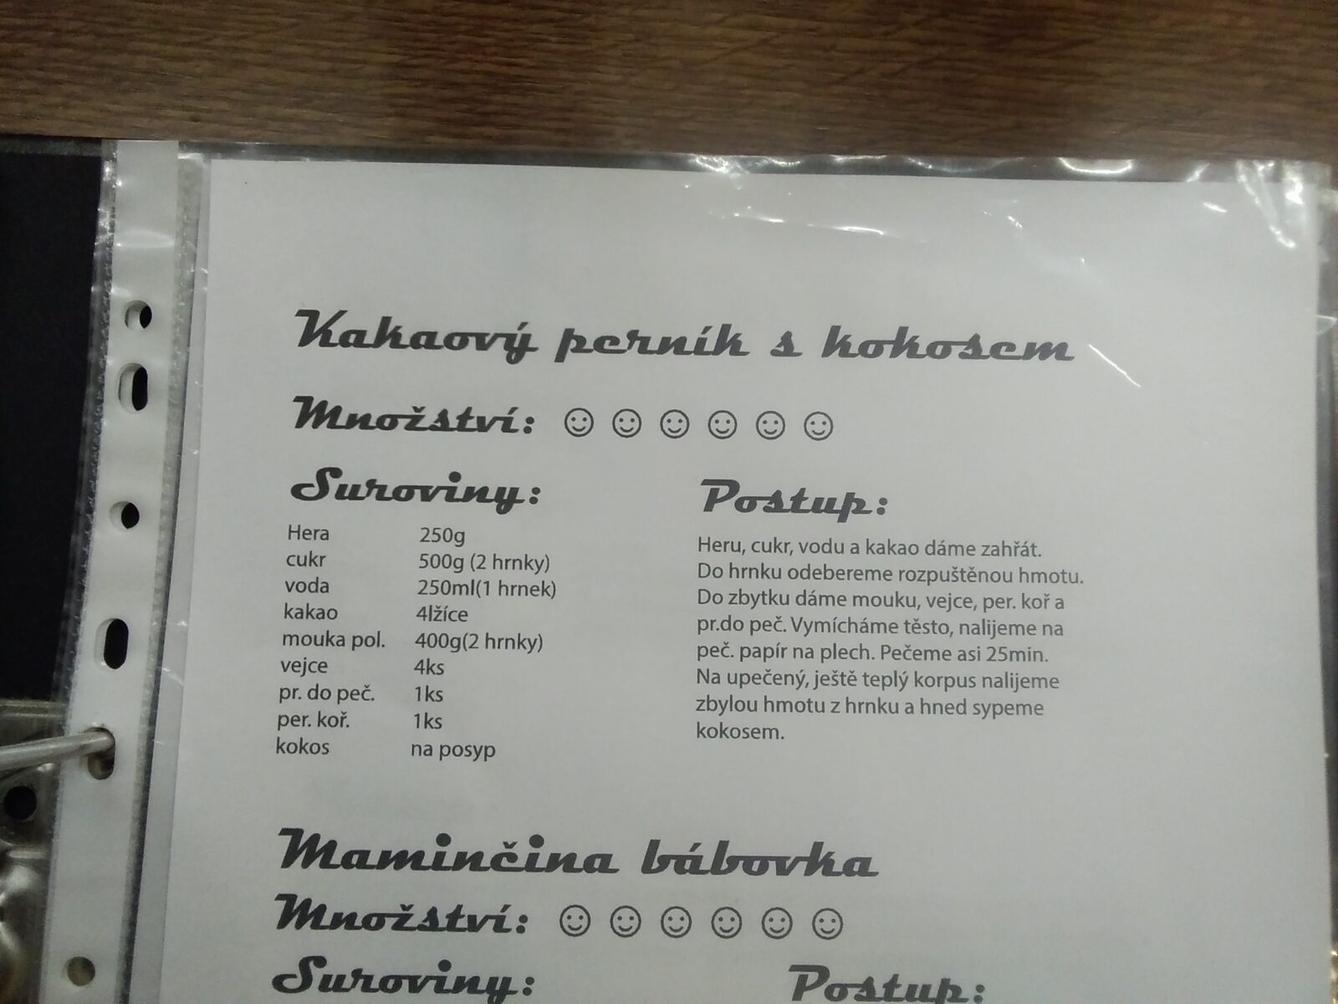 Kakaový perník s kokosem
Množství: ☺ ☺ ☺ ☺ ☺ ☺
Suroviny:
Hera 250g
cukr 500g (2 hrnky)
voda 250ml(1 hrnek)
kakao 4lžíce
mouka pol. 400g(2 hrnky)
vejce 4ks
pr. do peč. 1ks
per. koř. 1ks
kokos na posyp
Postup:
Heru, cukr, vodu a kakao dáme zahřát.
Do hrnku odebereme rozpuštěnou hmotu.
Do zbytku dáme mouku, vejce, per. koř a
pr.do peč. Vymícháme těsto, nalijeme na
peč. papír na plech. Pečeme asi 25min.
Na upečený, ještě teplý korpus nalijeme
zbylou hmotu z hrnku a hned sypeme
kokosem.
Maminčina bábovka
Množství: ☺ ☺ ☺ ☺ ☺ ☺
Suroviny:
Postup: